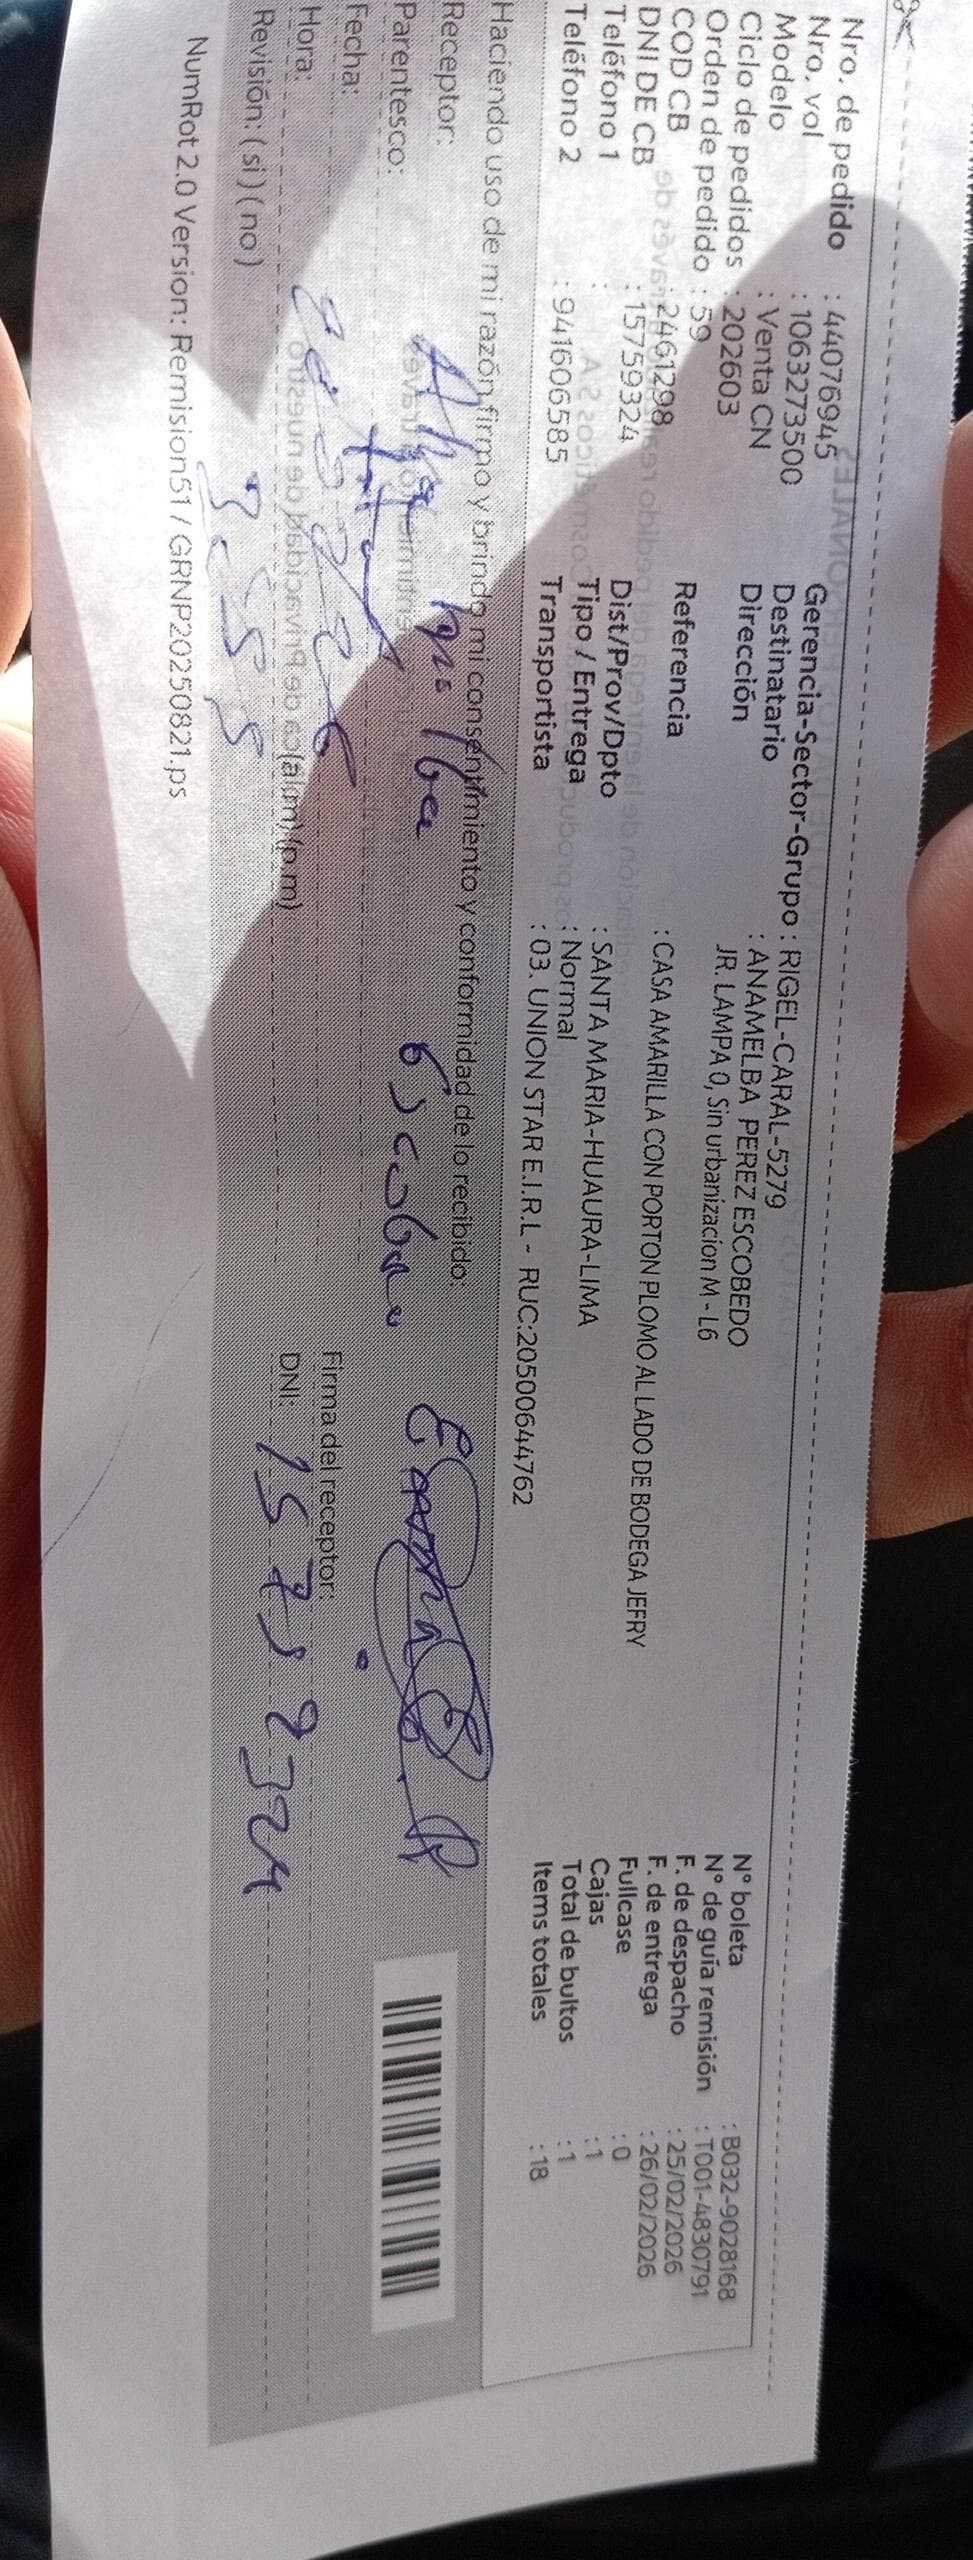 Nro. de pedido : 44076945
Nro. val : 1063273500
Modelo : Venta CN
Ciclo de pedidos : 202603
Orden de pedido : 59
COD CB : 24G1298
DNI DE CB : 15759324
Teléfono 1 :
Teléfono 2 : 941606585
Gerencia-Sector-Grupo : RIGEL-CARAL-5279
Destinatario : ANAMELBA PEREZ ESCOBEDO
Dirección JR. LAMPA 0, Sin urbanizacion M - L6
Referencia : CASA AMARILLA CON PORTON PLOMO AL LADO DE BODEGA JEFRY
Dist/Prov/Dpto : SANTA MARIA-HUAURA-LIMA
Tipo / Entrega : Normal
Transportista : 03. UNION STAR E.I.R.L - RUC:20500644762
N° boleta : B032-9028168
N° de guía remisión : T001-4830791
F. de despacho : 25/02/2026
F. de entrega : 26/02/2026
Fullcase : 0
Cajas : 1
Total de bultos : 1
Items totales : 18
Haciendo uso de mi razón firmo y brindo mi consentimiento y conformidad de lo recibido:
Receptor:
Parentesco:
Fecha:
Hora: (a.m) (p.m)
Revisión: ( si ) ( no )
Firma del receptor:
DNI:
NumRot 2.0 Version: Remision51 / GRNP20250821.ps